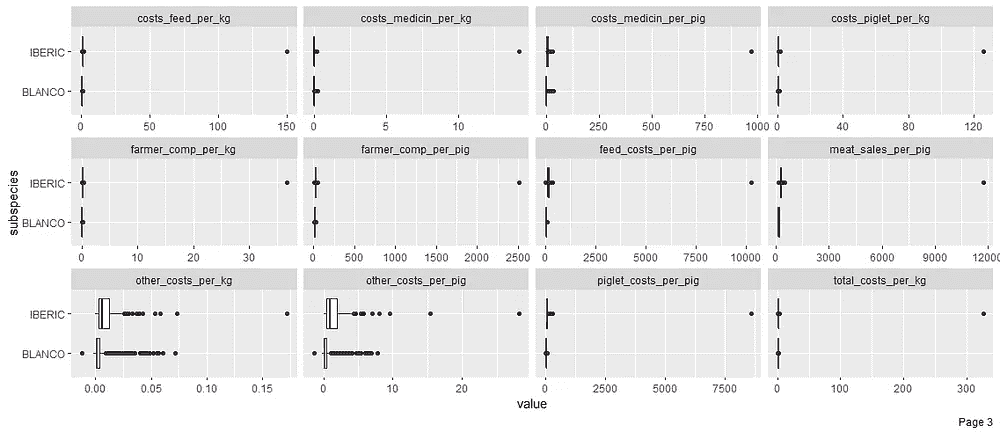 costs_feed_per_kg costs_medicin_per_kg costs_medicin_per_pig costs_piglet_per_kg
IBERIC
BLANCO
0 50 100 150 0 5 10 0 250 500 750 1000 0 40 80 120
farmer_comp_per_kg farmer_comp_per_pig feed_costs_per_pig meat_sales_per_pig
IBERIC
BLANCO
0 10 20 30 0 500 1000 1500 2000 2500 0 2500 5000 7500 10000 0 3000 6000 9000 12000
subspecies
other_costs_per_kg other_costs_per_pig piglet_costs_per_pig total_costs_per_kg
IBERIC
BLANCO
0.00 0.05 0.10 0.15 0 10 20 0 2500 5000 7500 0 100 200 300
value
Page 3